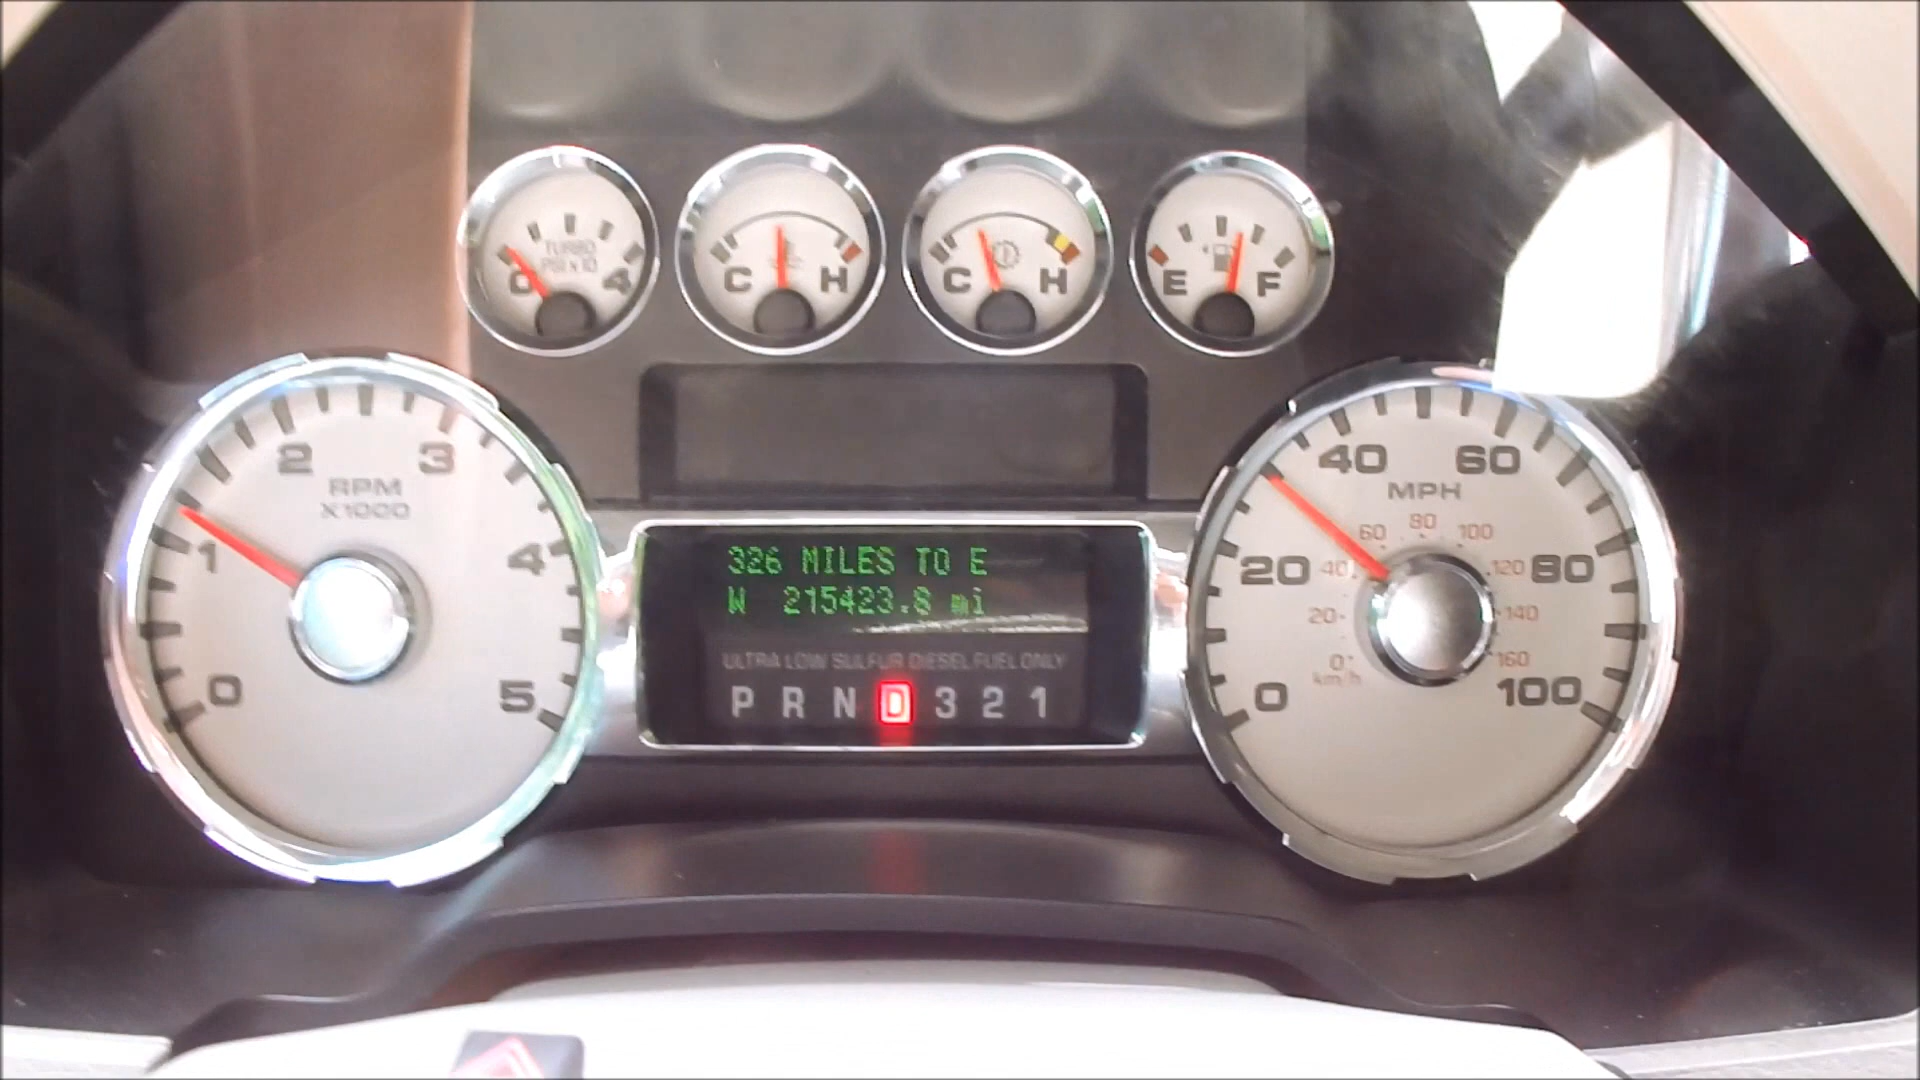 TURBO
PSI x 10
0 4
C H
C H
E F
0 1 2 3 4 5
RPM
X1000
326 MILES TO E
W 215423.8 mi
ULTRA LOW SULFUR DIESEL FUEL ONLY
P R N D 3 2 1
0 20 40 60 80 100
MPH
0 20 40 60 80 100 120 140 160
km/h